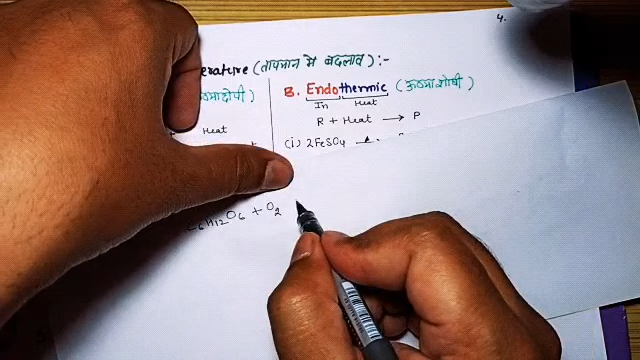 4.
erature (तापमान में बदलाव) :-
B. Endothermic (ऊष्माशोषी)
In Heat
R + Heat → P
Heat
(i) 2FeSO4
C6H12O6 + O2